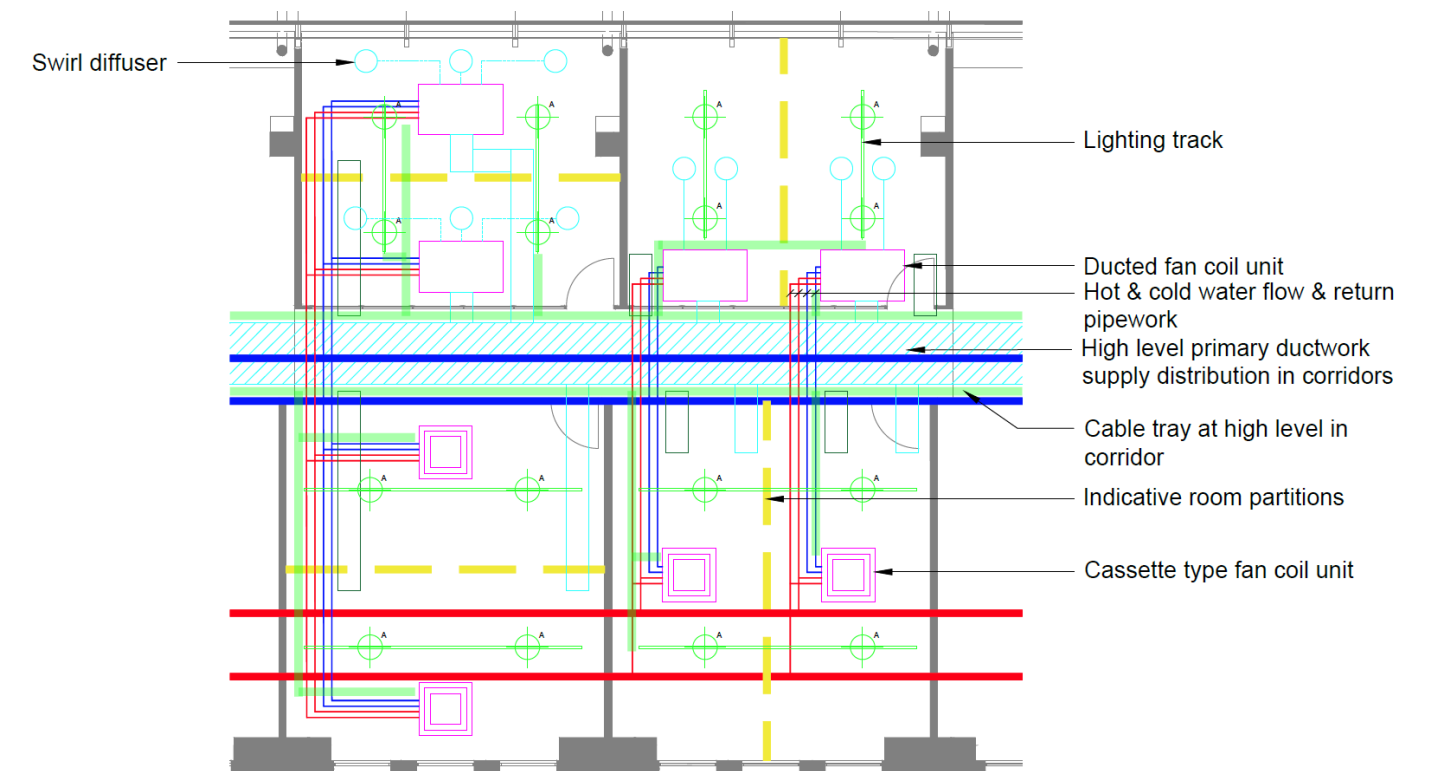 Swirl diffuser
A
A
A
A
Lighting track
A
A
A
A
Ducted fan coil unit
Hot & cold water flow & return
pipework
High level primary ductwork
supply distribution in corridors
Cable tray at high level in
corridor
A
A
A
A
Indicative room partitions
Cassette type fan coil unit
A
A
A
A